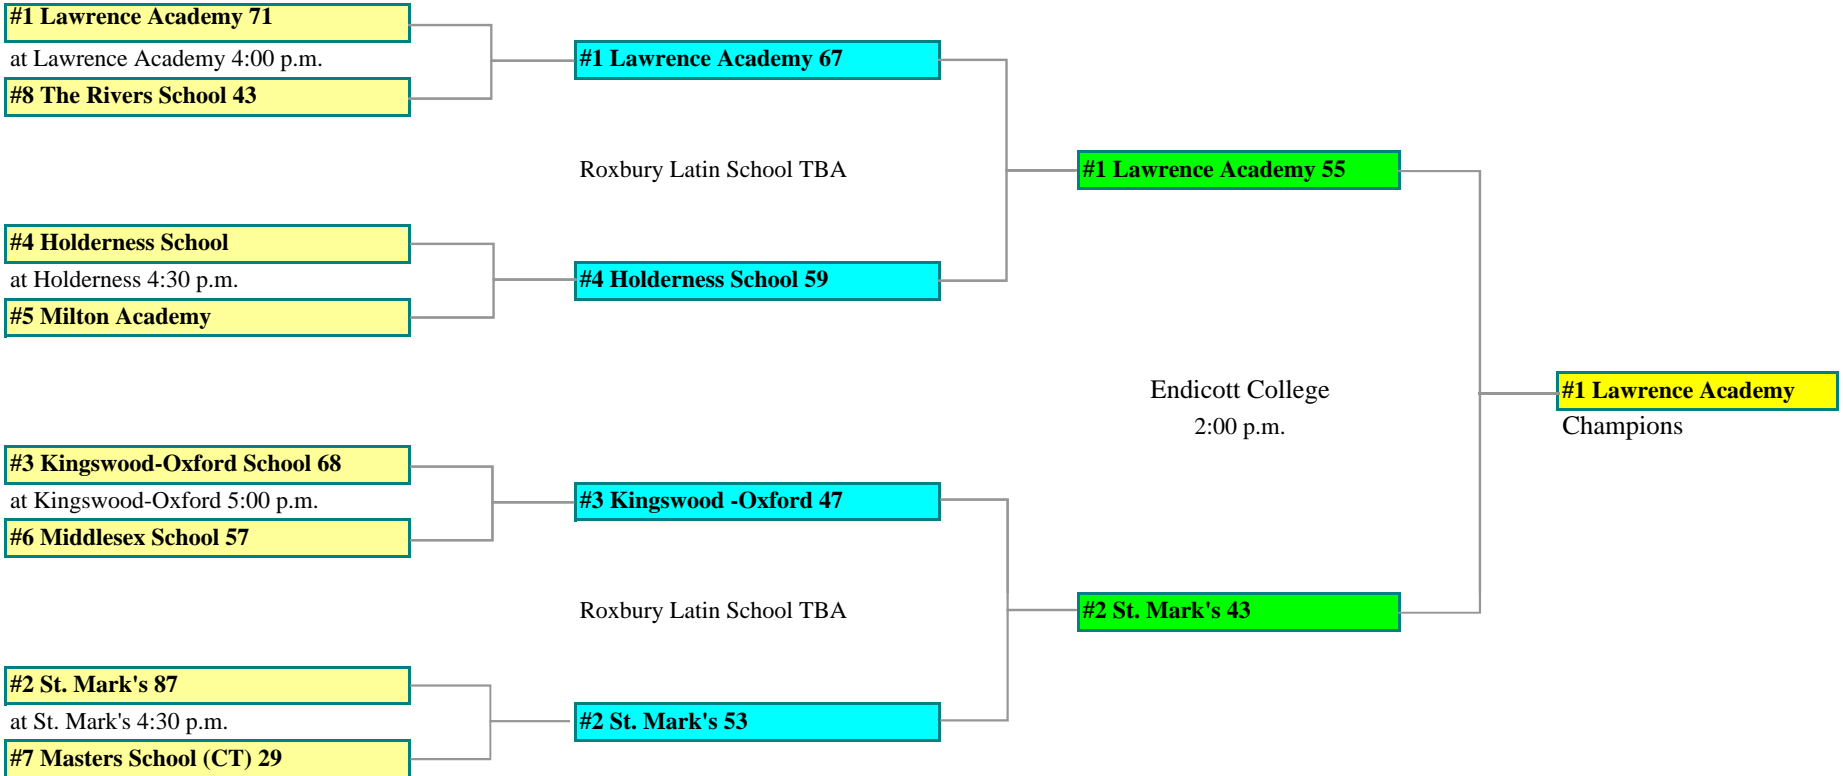 #1 Lawrence Academy 71
at Lawrence Academy 4:00 p.m.
#8 The Rivers School 43
#4 Holderness School
at Holderness 4:30 p.m.
#5 Milton Academy
#3 Kingswood-Oxford School 68
at Kingswood-Oxford 5:00 p.m.
#6 Middlesex School 57
#2 St. Mark's 87
at St. Mark's 4:30 p.m.
#7 Masters School (CT) 29
#1 Lawrence Academy 67
Roxbury Latin School TBA
#4 Holderness School 59
#3 Kingswood -Oxford 47
Roxbury Latin School TBA
#2 St. Mark's 53
#1 Lawrence Academy 55
Endicott College
2:00 p.m.
#2 St. Mark's 43
#1 Lawrence Academy
Champions